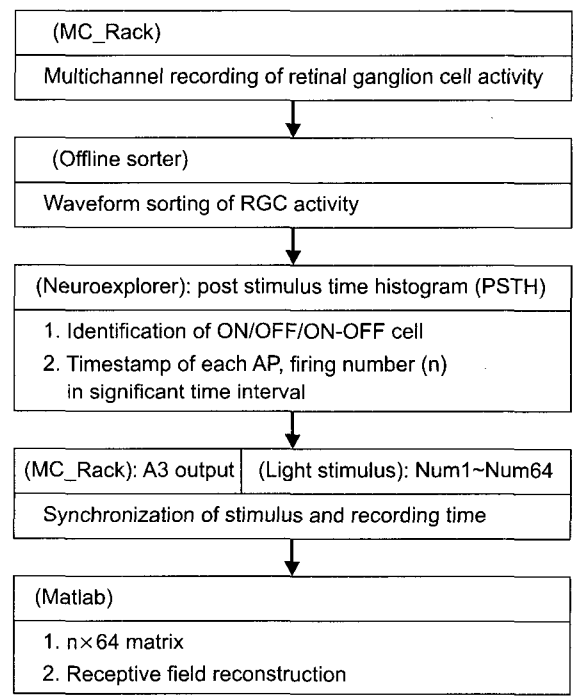 (MC_Rack)
Multichannel recording of retinal ganglion cell activity
(Offline sorter)
Waveform sorting of RGC activity
(Neuroexplorer): post stimulus time histogram (PSTH)
1. Identification of ON/OFF/ON-OFF cell
2. Timestamp of each AP, firing number (n)
in significant time interval
(MC_Rack): A3 output
(Light stimulus): Num1~Num64
Synchronization of stimulus and recording time
(Matlab)
1. n×64 matrix
2. Receptive field reconstruction